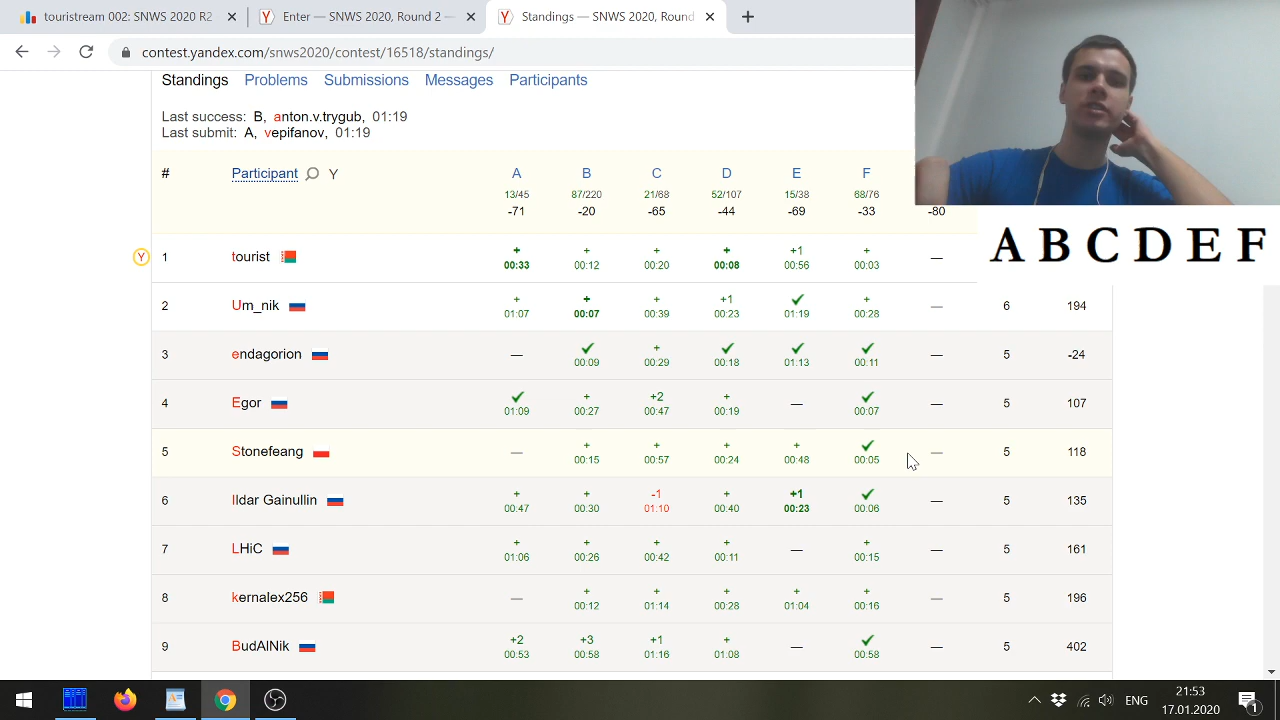 touristream 002: SNWS 2020 R2
Enter — SNWS 2020, Round 2 —
Standings — SNWS 2020, Round
contest.yandex.com/snws2020/contest/16518/standings/
Standings Problems Submissions Messages Participants
Last success: B, anton.v.trygub, 01:19
Last submit: A, vepifanov, 01:19
# Participant Y A B C D E F
13/45 87/220 21/68 52/107 15/38 68/76
-71 -20 -65 -44 -69 -33 -80
A B C D E F
Y 1 tourist + + + + +1 + —
00:33 00:12 00:20 00:08 00:56 00:03
2 Um_nik + + + +1 ✓ + — 6 194
01:07 00:07 00:39 00:23 01:19 00:28
3 endagorion — ✓ + ✓ ✓ ✓ — 5 -24
00:09 00:29 00:18 01:13 00:11
4 Egor ✓ + +2 + — ✓ — 5 107
01:09 00:27 00:47 00:19 00:07
5 Stonefeang — + + + + ✓ — 5 118
00:15 00:57 00:24 00:48 00:05
6 Ildar Gainullin + + -1 + +1 ✓ — 5 135
00:47 00:30 01:10 00:40 00:23 00:06
7 LHiC + + + + — + — 5 161
01:06 00:26 00:42 00:11 00:15
8 kernalex256 — + + + + + — 5 196
00:12 01:14 00:28 01:04 00:16
9 BudAlNik +2 +3 +1 + — ✓ — 5 402
00:53 00:58 01:16 01:08 00:58
ENG
21:53
17.01.2020
1